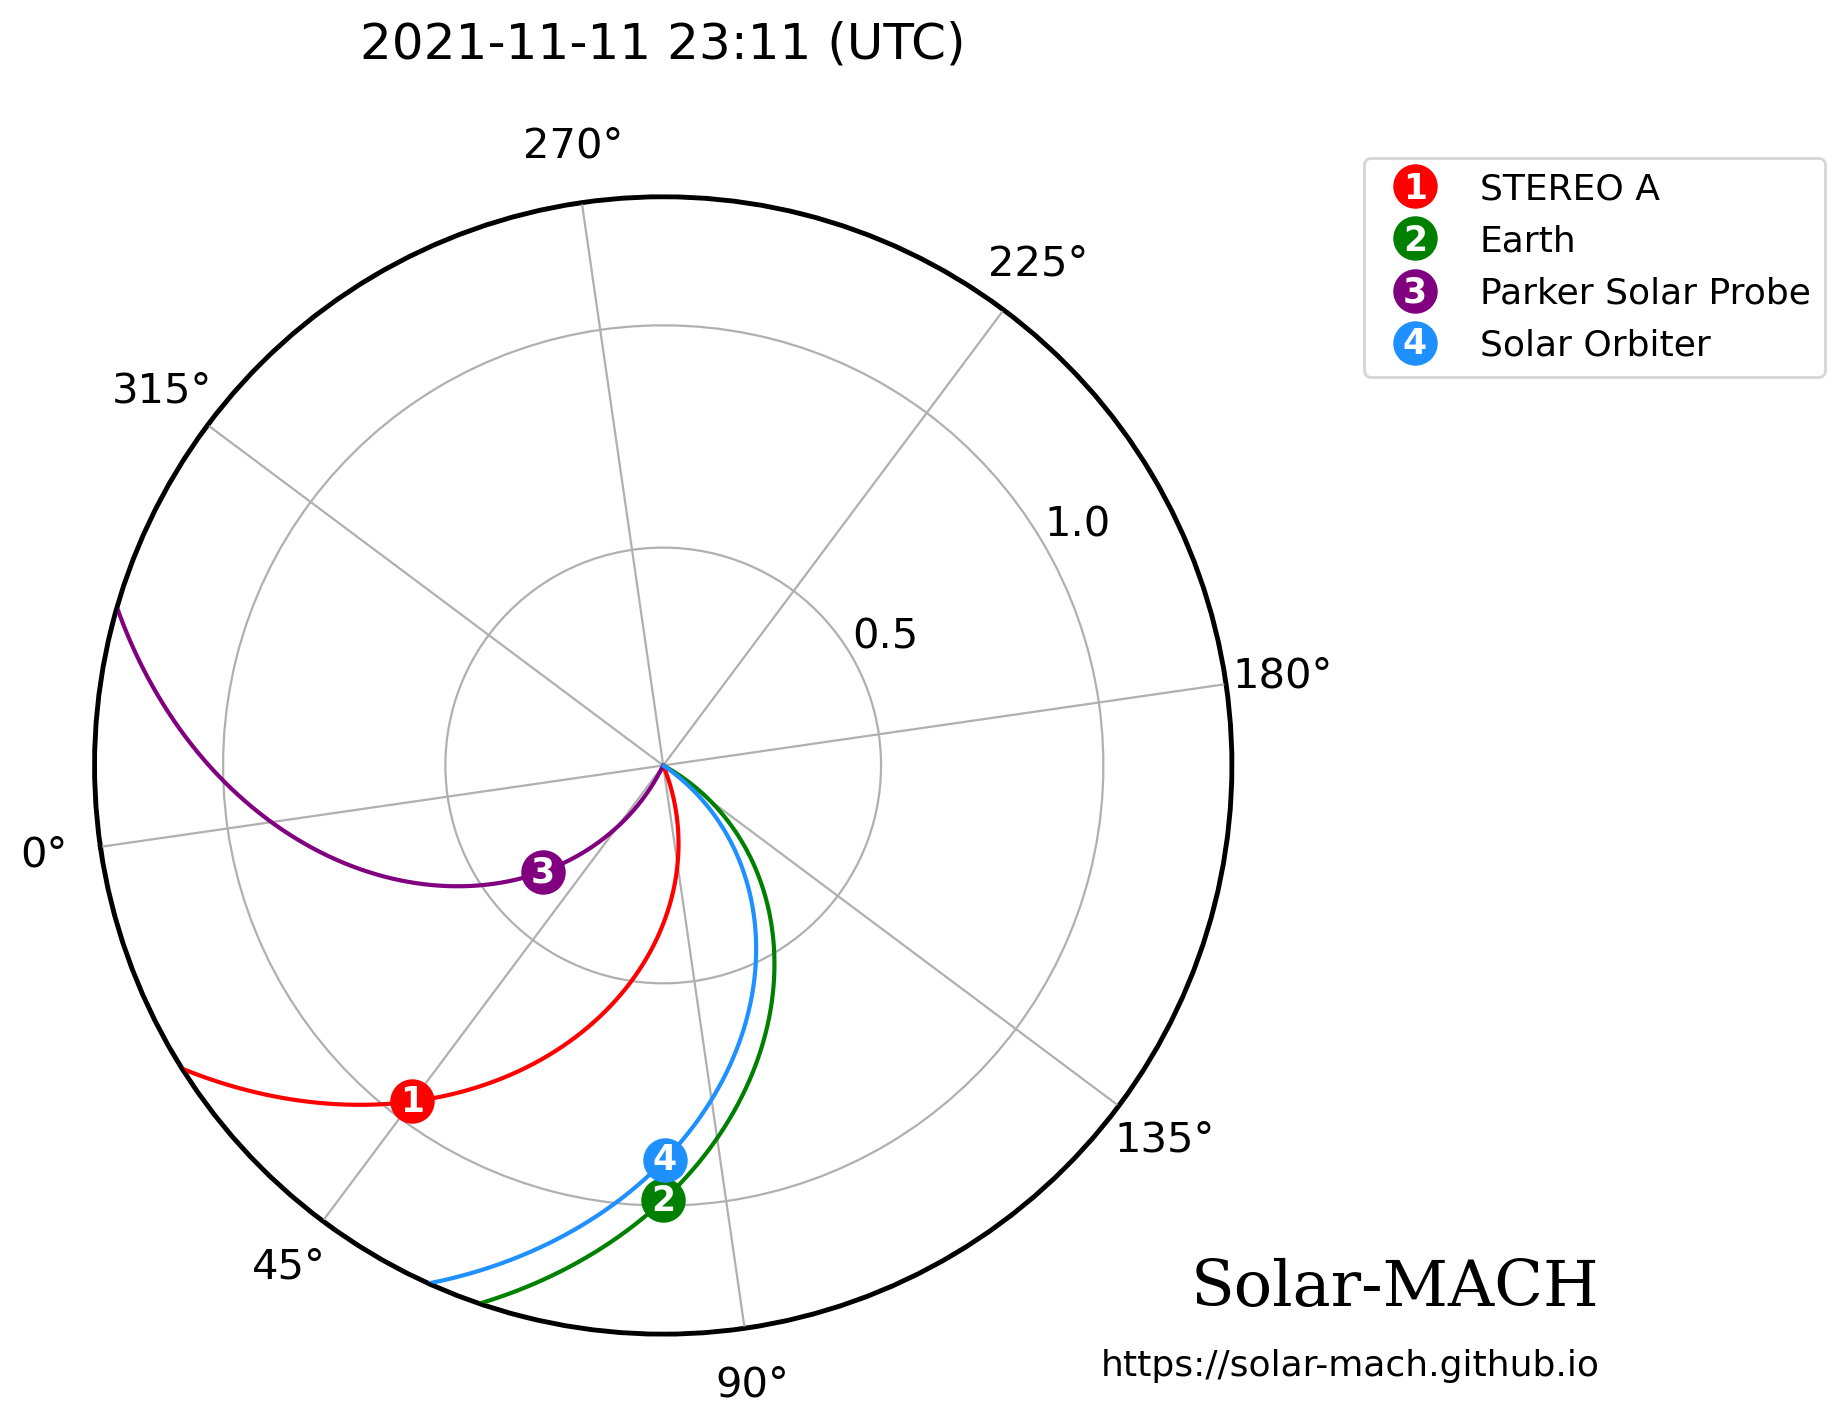 2021-11-11 23:11 (UTC)
270°
225°
315°
1.0
0.5
180°
0°
135°
45°
90°
1
2
3
4
1 STEREO A
2 Earth
3 Parker Solar Probe
4 Solar Orbiter
Solar-MACH
https://solar-mach.github.io